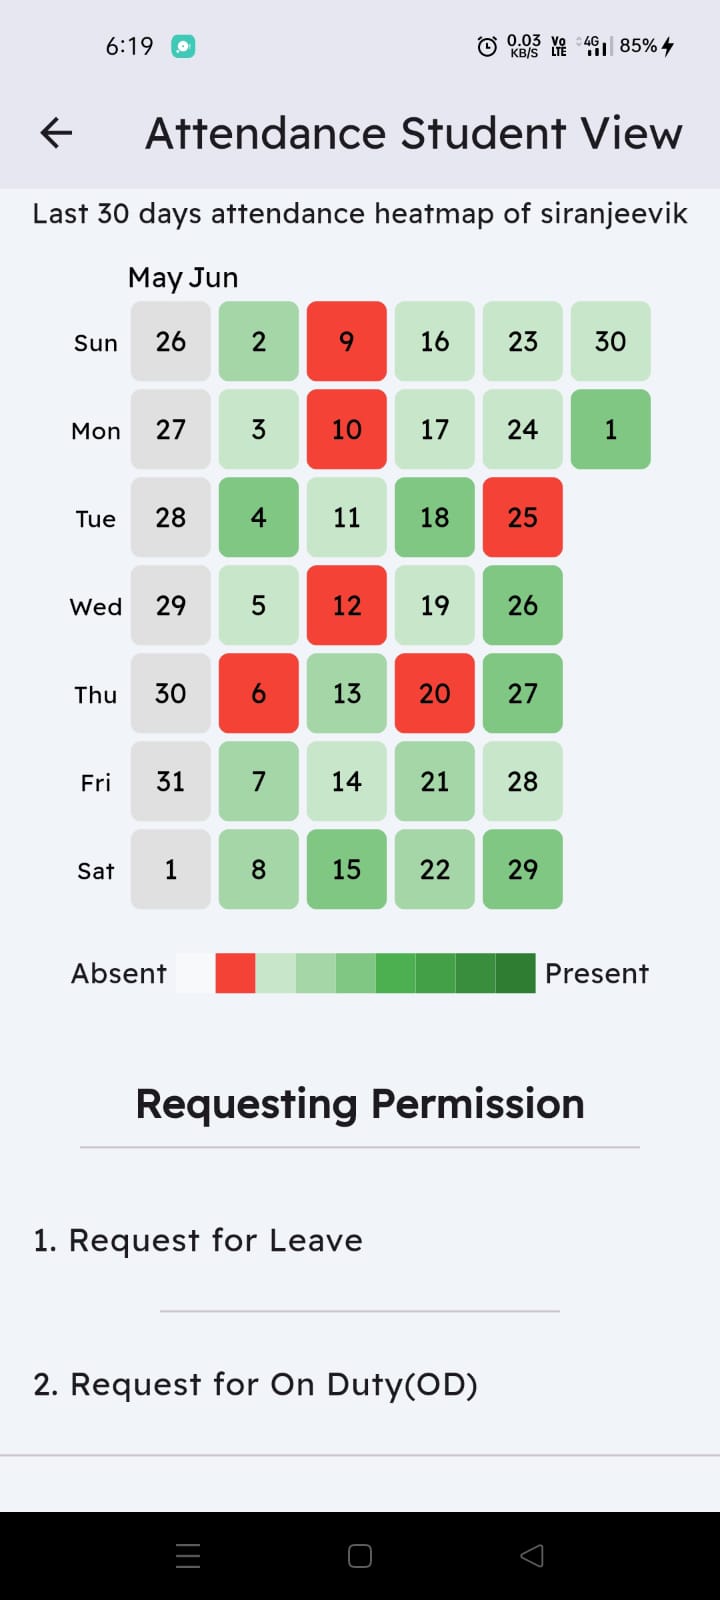 6:19 0.03 KB/S Vo LTE 4G 85%
Attendance Student View
Last 30 days attendance heatmap of siranjeevik
May Jun
Sun 26 2 9 16 23 30
Mon 27 3 10 17 24 1
Tue 28 4 11 18 25
Wed 29 5 12 19 26
Thu 30 6 13 20 27
Fri 31 7 14 21 28
Sat 1 8 15 22 29
Absent Present
Requesting Permission
1. Request for Leave
2. Request for On Duty(OD)